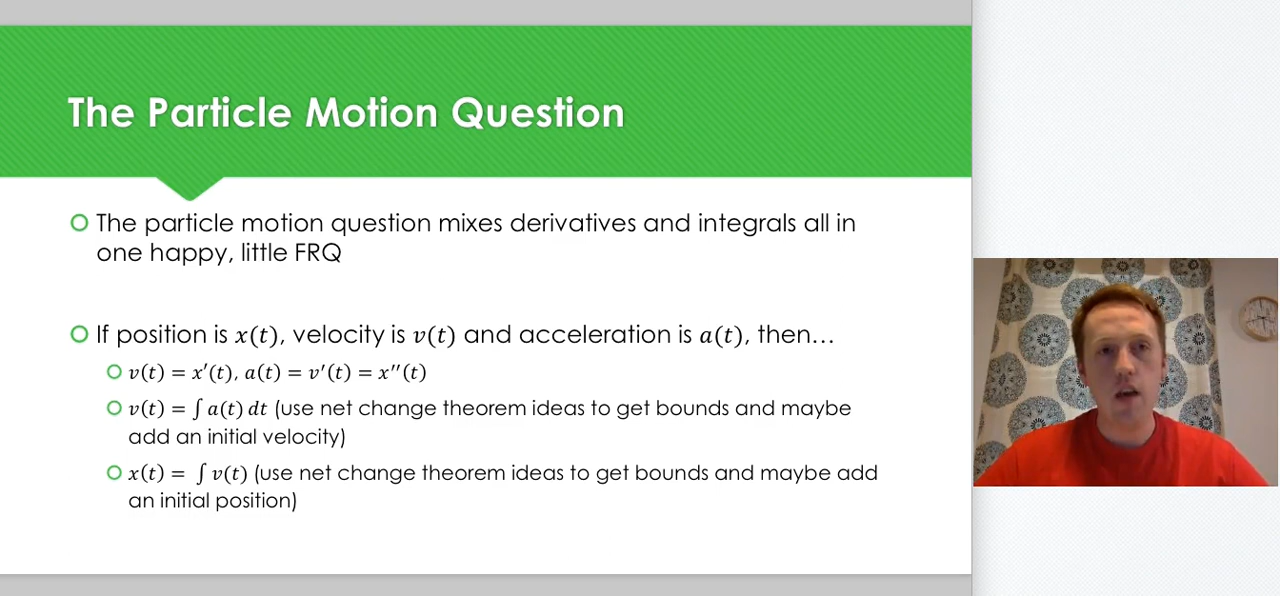 The Particle Motion Question
The particle motion question mixes derivatives and integrals all in
one happy, little FRQ
If position is x(t), velocity is v(t) and acceleration is a(t), then…
v(t) = x′(t), a(t) = v′(t) = x′′(t)
v(t) = ∫ a(t) dt (use net change theorem ideas to get bounds and maybe
add an initial velocity)
x(t) = ∫ v(t) (use net change theorem ideas to get bounds and maybe add
an initial position)